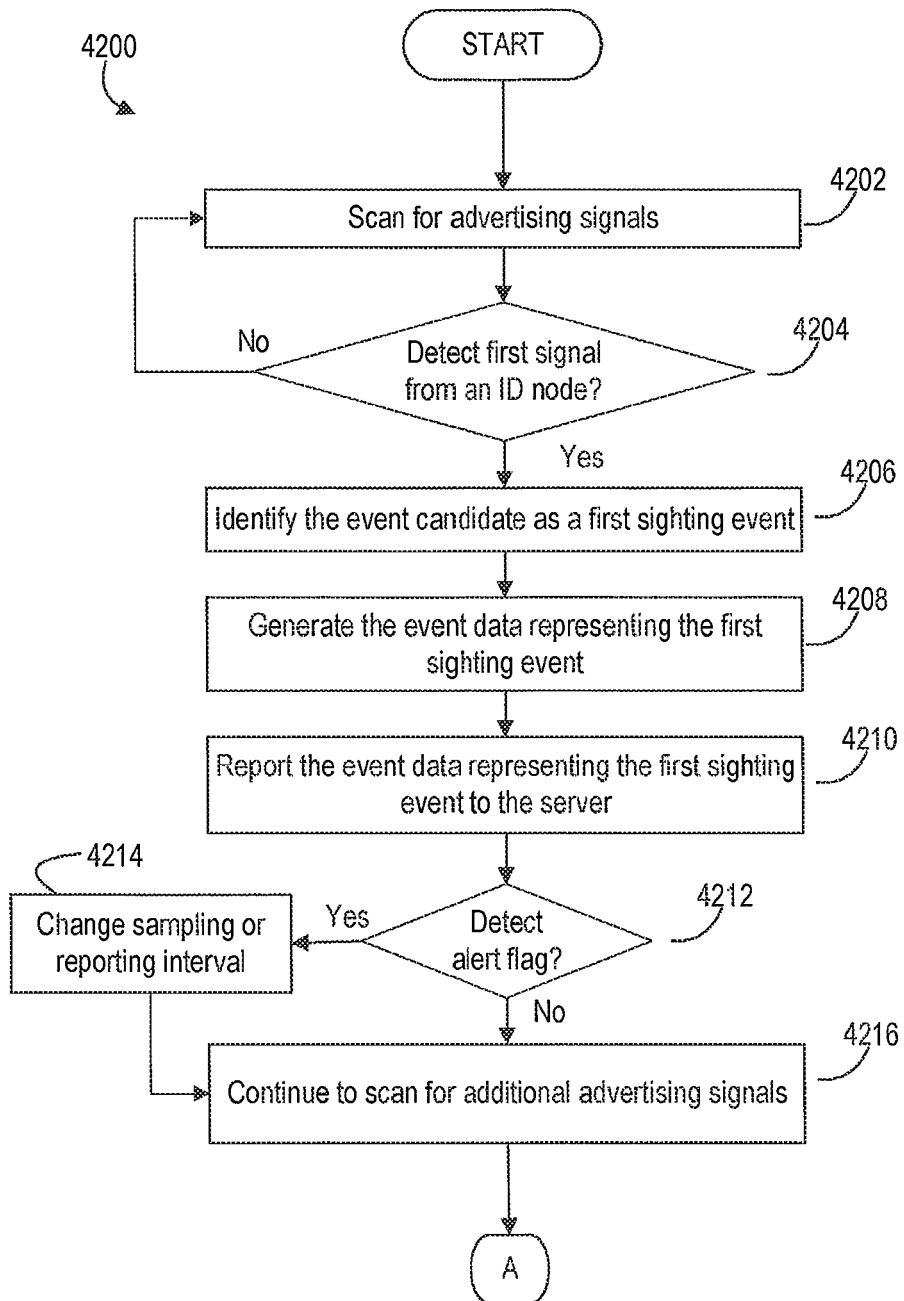 4200
START
4202
Scan for advertising signals
4204
No
Detect first signal
from an ID node?
Yes
4206
Identify the event candidate as a first sighting event
4208
Generate the event data representing the first
sighting event
4210
Report the event data representing the first sighting
event to the server
4214
4212
Change sampling or
reporting interval
Yes
Detect
alert flag?
No
4216
Continue to scan for additional advertising signals
A